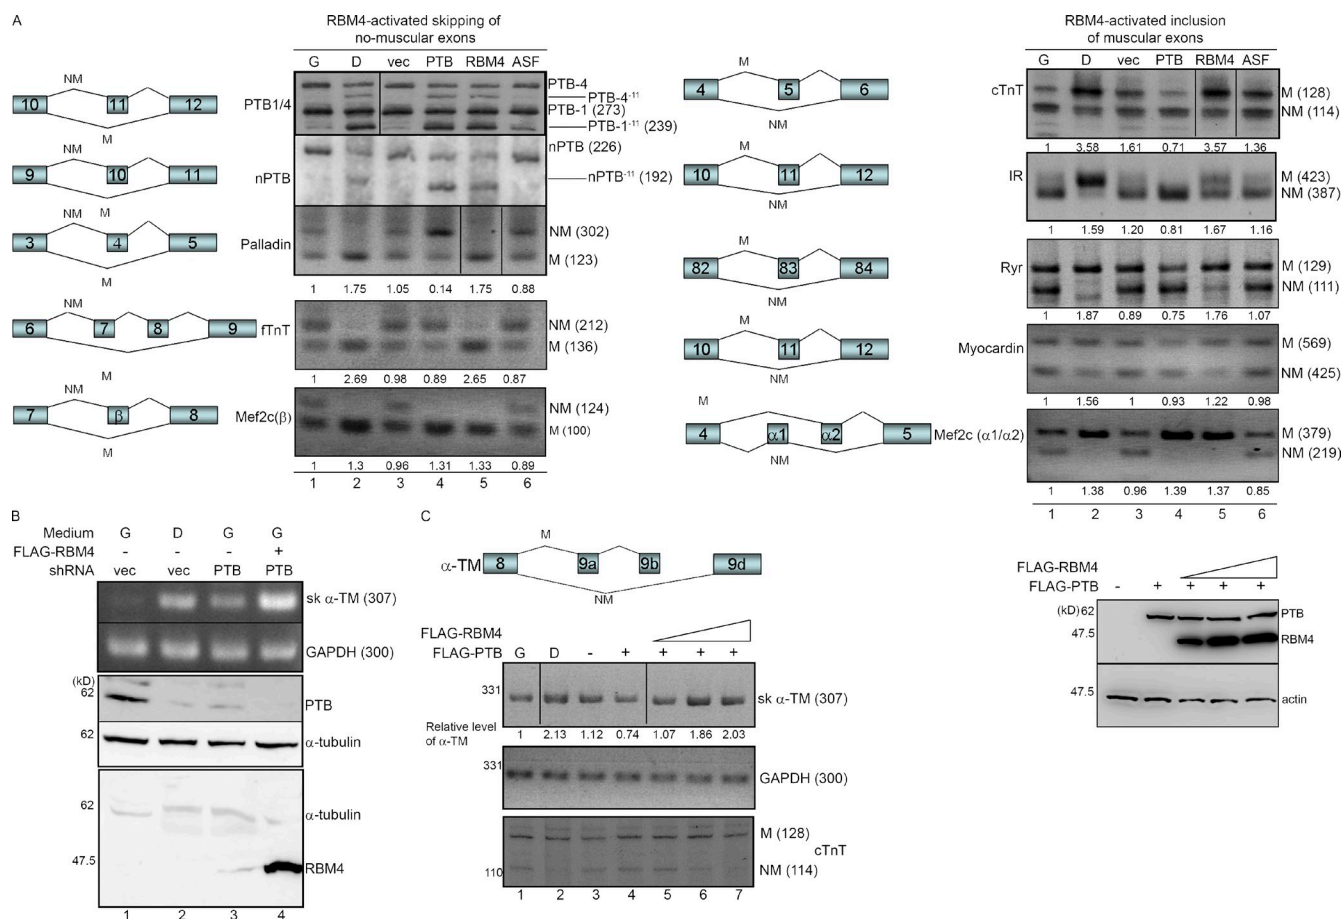 A
RBM4-activated skipping of
no-muscular exons
G D vec PTB RBM4 ASF
NM
10 11 12
M
PTB1/4
PTB-4
PTB-4-11
PTB-1 (273)
PTB-1-11 (239)
NM
9 10 11
M
nPTB
nPTB (226)
nPTB-11 (192)
NM M
3 4 5
M
Palladin
NM (302)
M (123)
1 1.75 1.05 0.14 1.75 0.88
NM
6 7 8 9
fTnT
NM (212)
M (136)
1 2.69 0.98 0.89 2.65 0.87
M
NM
7 β 8
M
Mef2c(β)
NM (124)
M (100)
1 1.3 0.96 1.31 1.33 0.89
1 2 3 4 5 6
RBM4-activated inclusion
of muscular exons
G D vec PTB RBM4 ASF
M
4 5 6
NM
cTnT
M (128)
NM (114)
1 3.58 1.61 0.71 3.57 1.36
M
10 11 12
NM
IR
M (423)
NM (387)
1 1.59 1.20 0.81 1.67 1.16
M
82 83 84
NM
Ryr
M (129)
NM (111)
1 1.87 0.89 0.75 1.76 1.07
M
10 11 12
NM
Myocardin
M (569)
NM (425)
1 1.56 1 0.93 1.22 0.98
M
4 α1 α2 5
NM
Mef2c (α1/α2)
M (379)
NM (219)
1 1.38 0.96 1.39 1.37 0.85
1 2 3 4 5 6
B
Medium G D G G
FLAG-RBM4 - - - +
shRNA vec vec PTB PTB
sk α-TM (307)
GAPDH (300)
(kD)
62
PTB
62
α-tubulin
62
α-tubulin
47.5
RBM4
1 2 3 4
C
α-TM
M
8 9a 9b 9d
NM
FLAG-RBM4
FLAG-PTB G D - + + + +
331
sk α-TM (307)
Relative level
of α-TM
1 2.13 1.12 0.74 1.07 1.86 2.03
331
GAPDH (300)
M (128)
cTnT
110
NM (114)
1 2 3 4 5 6 7
FLAG-RBM4
FLAG-PTB - + + + +
(kD) 62
PTB
47.5
RBM4
47.5
actin